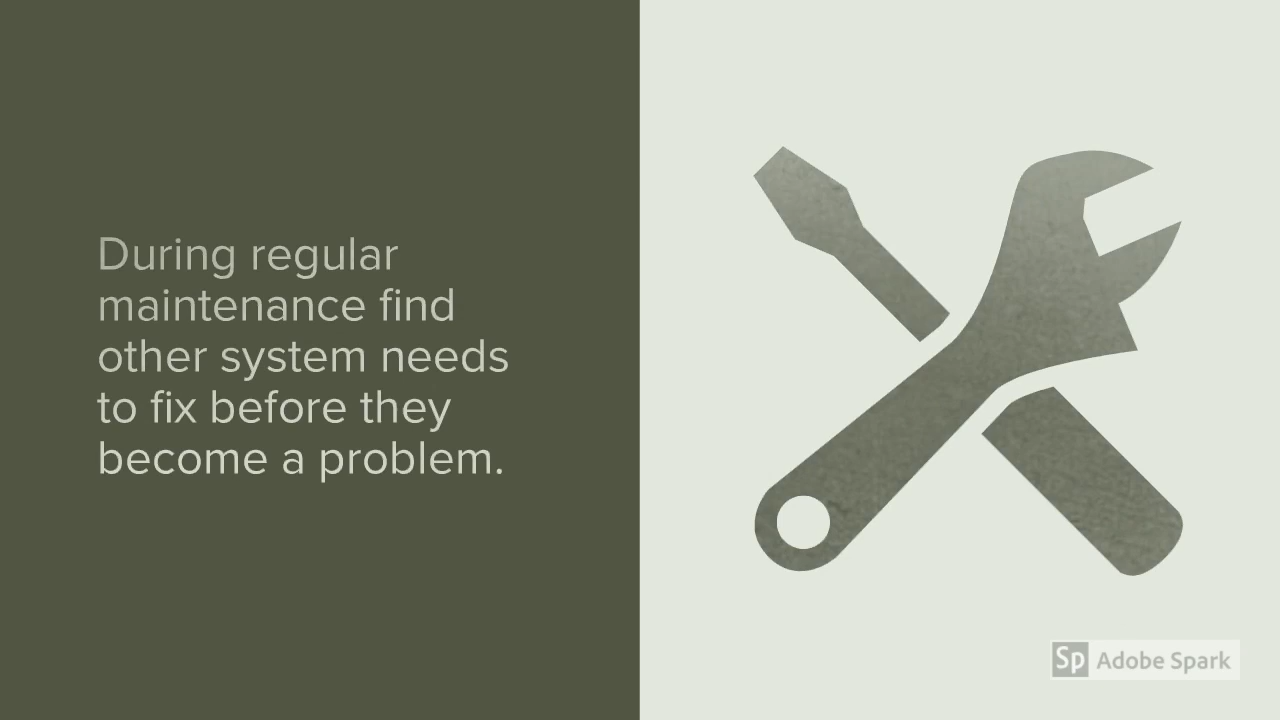 During regular
maintenance find
other system needs
to fix before they
become a problem.
Sp Adobe Spark